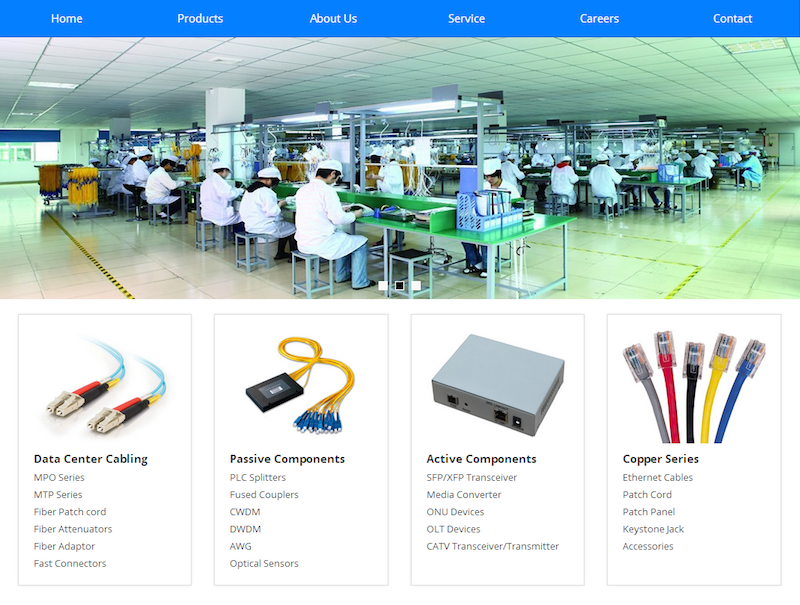 Home Products About Us Service Careers Contact
Data Center Cabling
MPO Series
MTP Series
Fiber Patch cord
Fiber Attenuators
Fiber Adaptor
Fast Connectors
Passive Components
PLC Splitters
Fused Couplers
CWDM
DWDM
AWG
Optical Sensors
Active Components
SFP/XFP Transceiver
Media Converter
ONU Devices
OLT Devices
CATV Transceiver/Transmitter
Copper Series
Ethernet Cables
Patch Cord
Patch Panel
Keystone Jack
Accessories